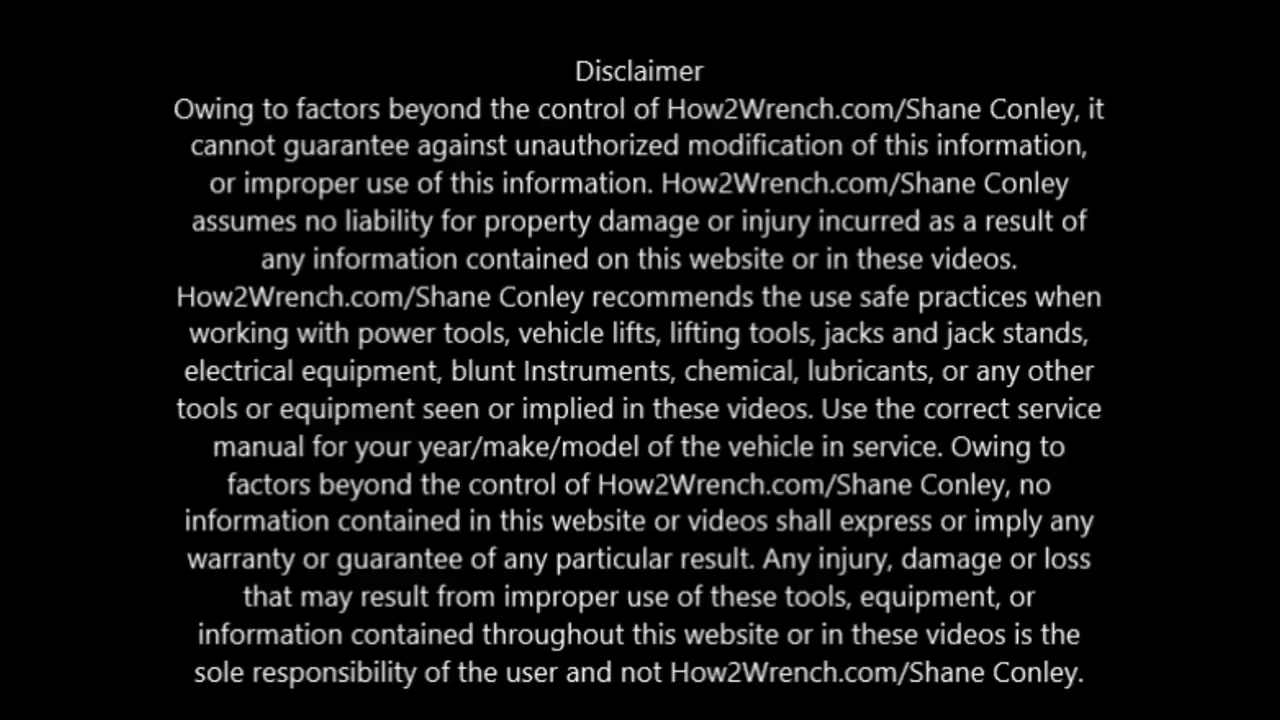 Disclaimer
Owing to factors beyond the control of How2Wrench.com/Shane Conley, it
cannot guarantee against unauthorized modification of this information,
or improper use of this information. How2Wrench.com/Shane Conley
assumes no liability for property damage or injury incurred as a result of
any information contained on this website or in these videos.
How2Wrench.com/Shane Conley recommends the use safe practices when
working with power tools, vehicle lifts, lifting tools, jacks and jack stands,
electrical equipment, blunt Instruments, chemical, lubricants, or any other
tools or equipment seen or implied in these videos. Use the correct service
manual for your year/make/model of the vehicle in service. Owing to
factors beyond the control of How2Wrench.com/Shane Conley, no
information contained in this website or videos shall express or imply any
warranty or guarantee of any particular result. Any injury, damage or loss
that may result from improper use of these tools, equipment, or
information contained throughout this website or in these videos is the
sole responsibility of the user and not How2Wrench.com/Shane Conley.